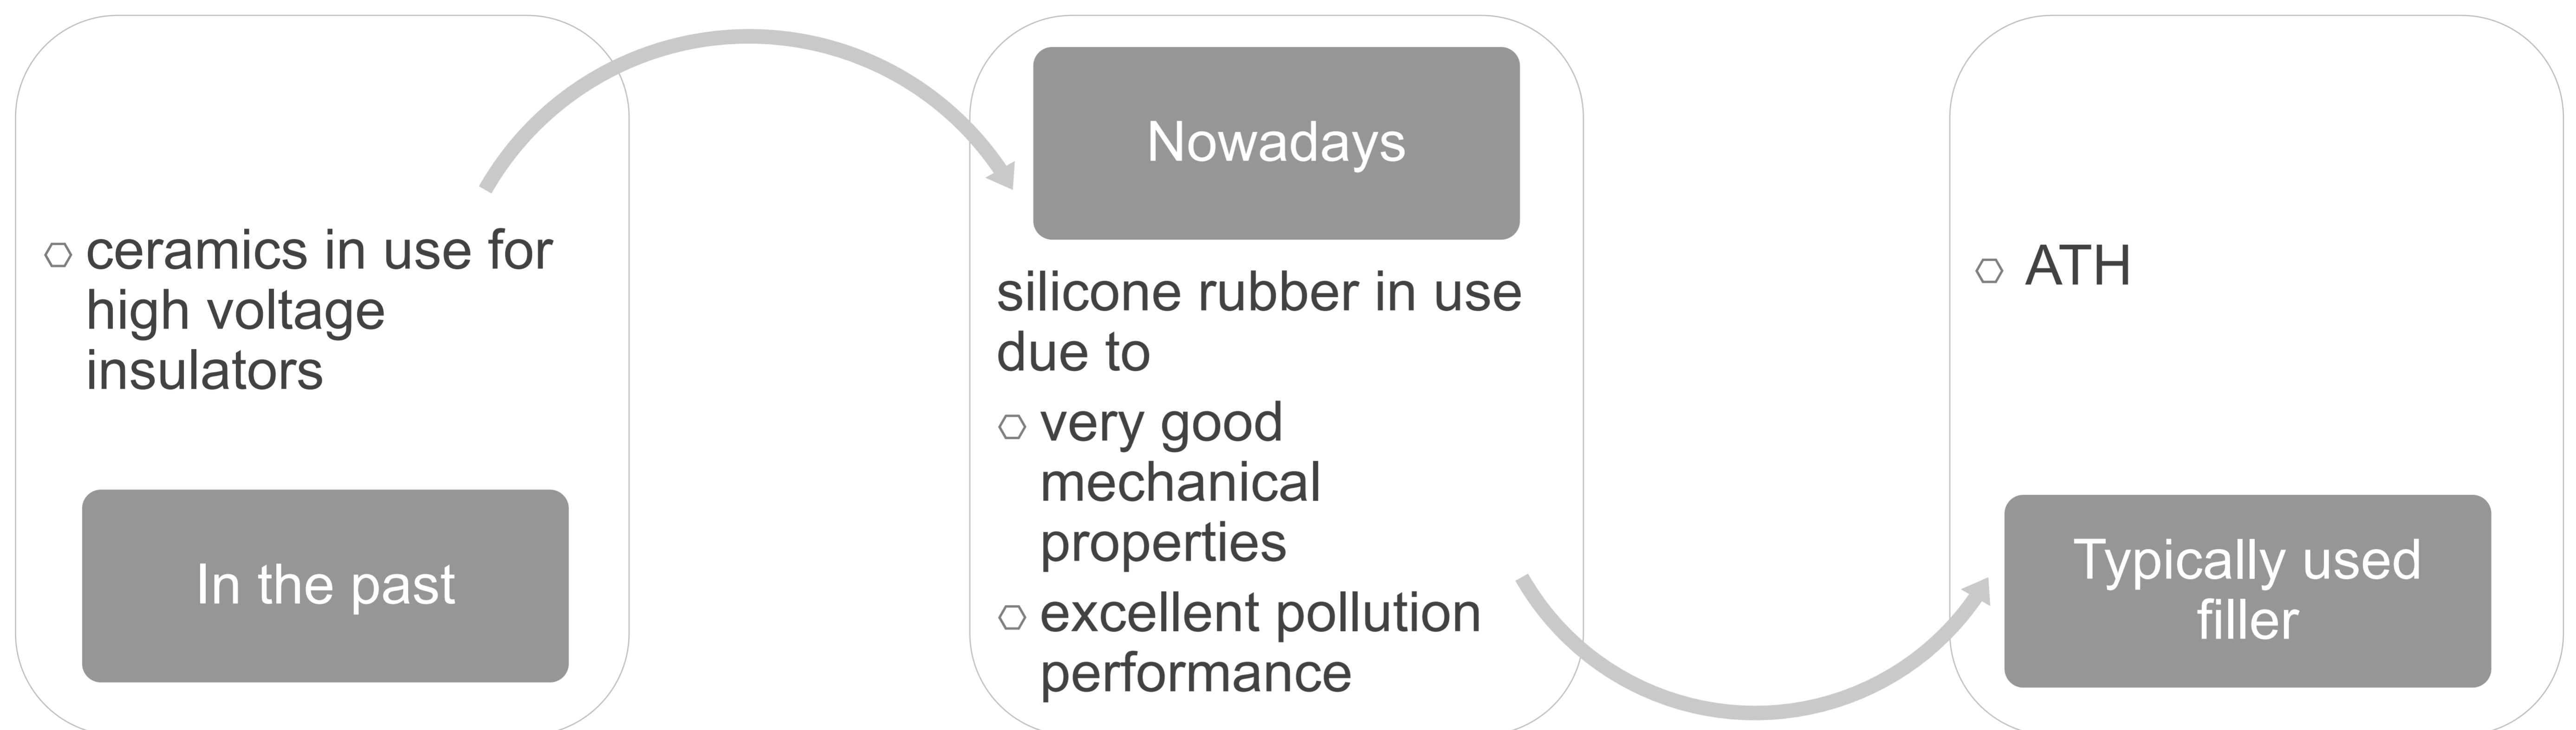 ceramics in use for
high voltage
insulators
In the past
Nowadays
silicone rubber in use
due to
very good
mechanical
properties
excellent pollution
performance
ATH
Typically used
filler